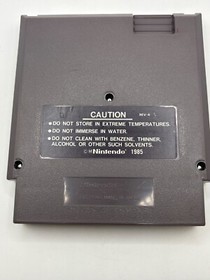 CAUTION REV-A
•DO NOT STORE IN EXTREME TEMPERATURES.
•DO NOT IMMERSE IN WATER.
•DO NOT CLEAN WITH BENZENE, THINNER,
ALCOHOL OR OTHER SUCH SOLVENTS.
© Nintendo 1985